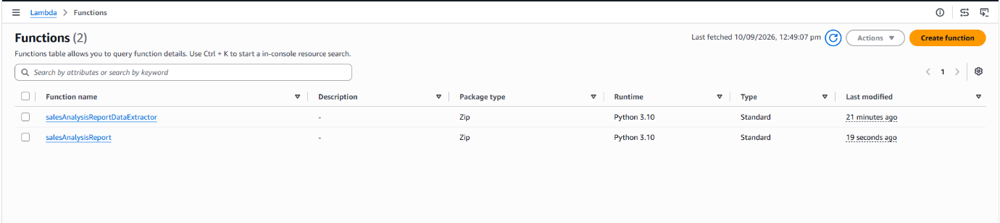 Lambda > Functions
Functions (2)
Last fetched 10/09/2026, 12:49:07 pm
Actions
Create function
Functions table allows you to query function details. Use Ctrl + K to start a in-console resource search.
Search by attributes or search by keyword
1
Function name Description Package type Runtime Type Last modified
salesAnalysisReportDataExtractor - Zip Python 3.10 Standard 21 minutes ago
salesAnalysisReport - Zip Python 3.10 Standard 19 seconds ago